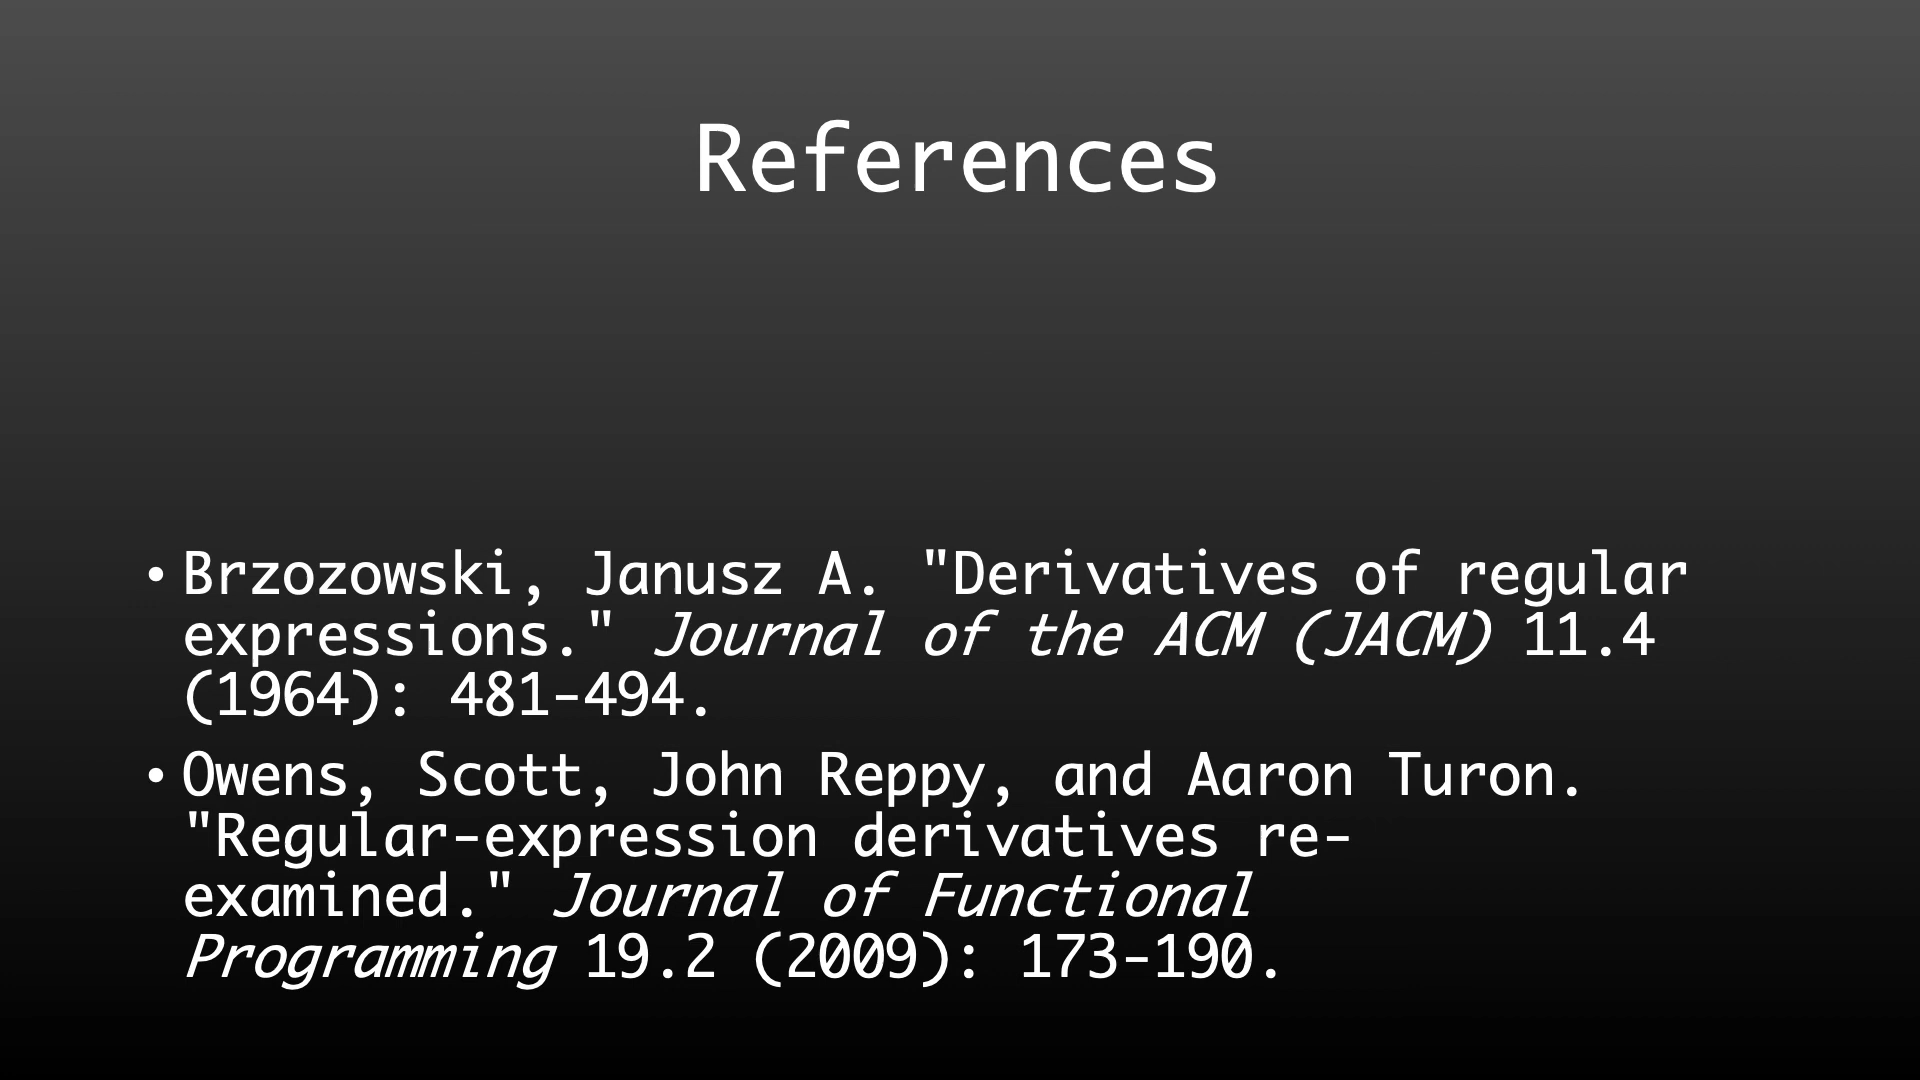 References
• Brzozowski, Janusz A. "Derivatives of regular
expressions." Journal of the ACM (JACM) 11.4
(1964): 481-494.
• Owens, Scott, John Reppy, and Aaron Turon.
"Regular-expression derivatives re-
examined." Journal of Functional
Programming 19.2 (2009): 173-190.